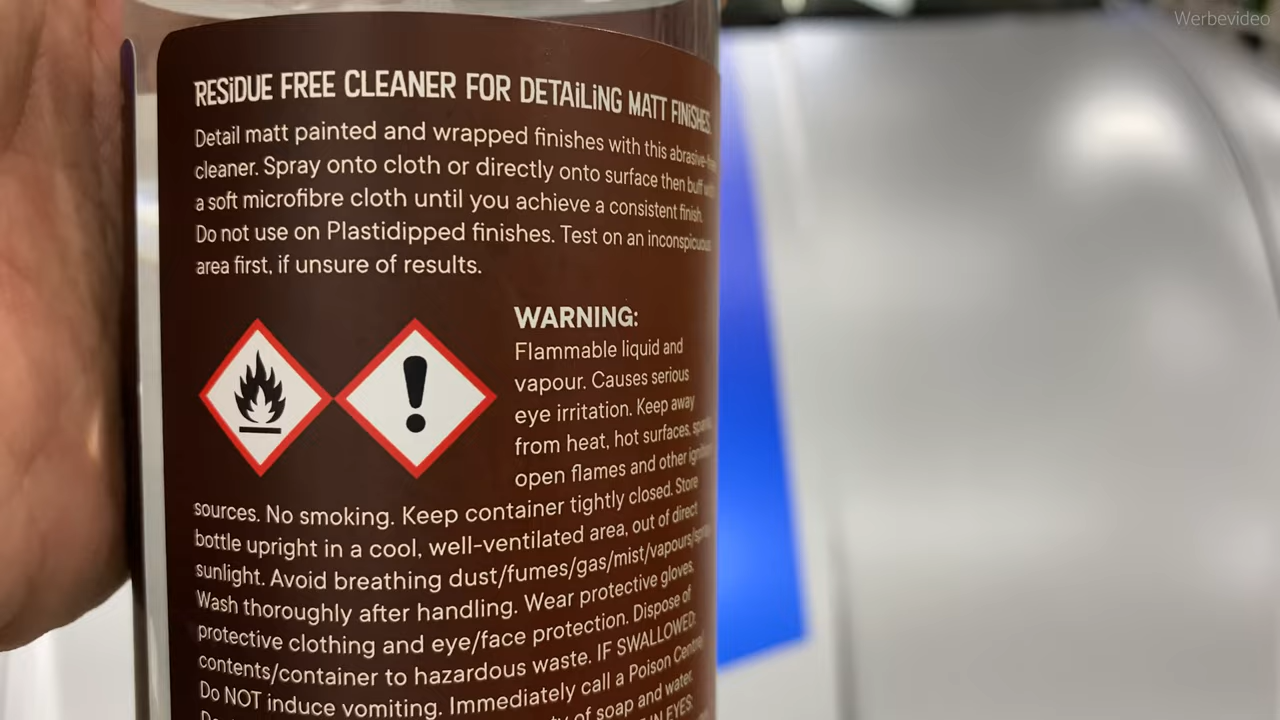 Werbevideo
RESiDUE FREE CLEANER FOR DETAiLiNG MATT FiNiSHES.
Detail matt painted and wrapped finishes with this abrasive-free
cleaner. Spray onto cloth or directly onto surface then buff with
a soft microfibre cloth until you achieve a consistent finish.
Do not use on Plastidipped finishes. Test on an inconspicuous
area first, if unsure of results.
WARNING:
Flammable liquid and
vapour. Causes serious
eye irritation. Keep away
from heat, hot surfaces, sparks,
open flames and other ignition
sources. No smoking. Keep container tightly closed. Store
bottle upright in a cool, well-ventilated area, out of direct
sunlight. Avoid breathing dust/fumes/gas/mist/vapours/spray.
Wash thoroughly after handling. Wear protective gloves,
protective clothing and eye/face protection. Dispose of
contents/container to hazardous waste. IF SWALLOWED:
Do NOT induce vomiting. Immediately call a Poison Centre/
of soap and water.
IN EYES: